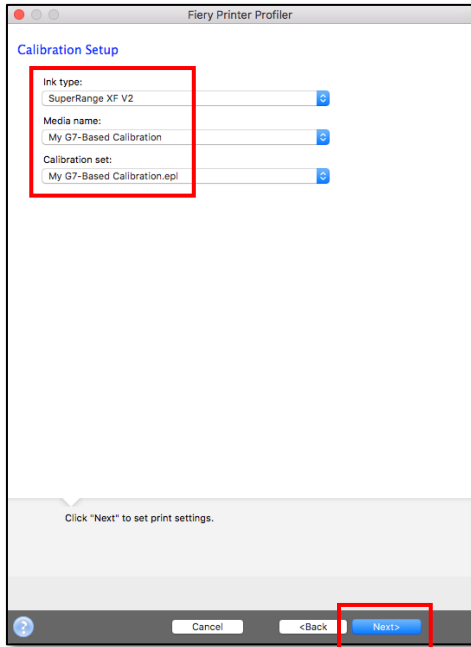 Fiery Printer Profiler
Calibration Setup
Ink type:
SuperRange XF V2
Media name:
My G7-Based Calibration
Calibration set:
My G7-Based Calibration.epl
Click "Next" to set print settings.
? Cancel <Back Next>